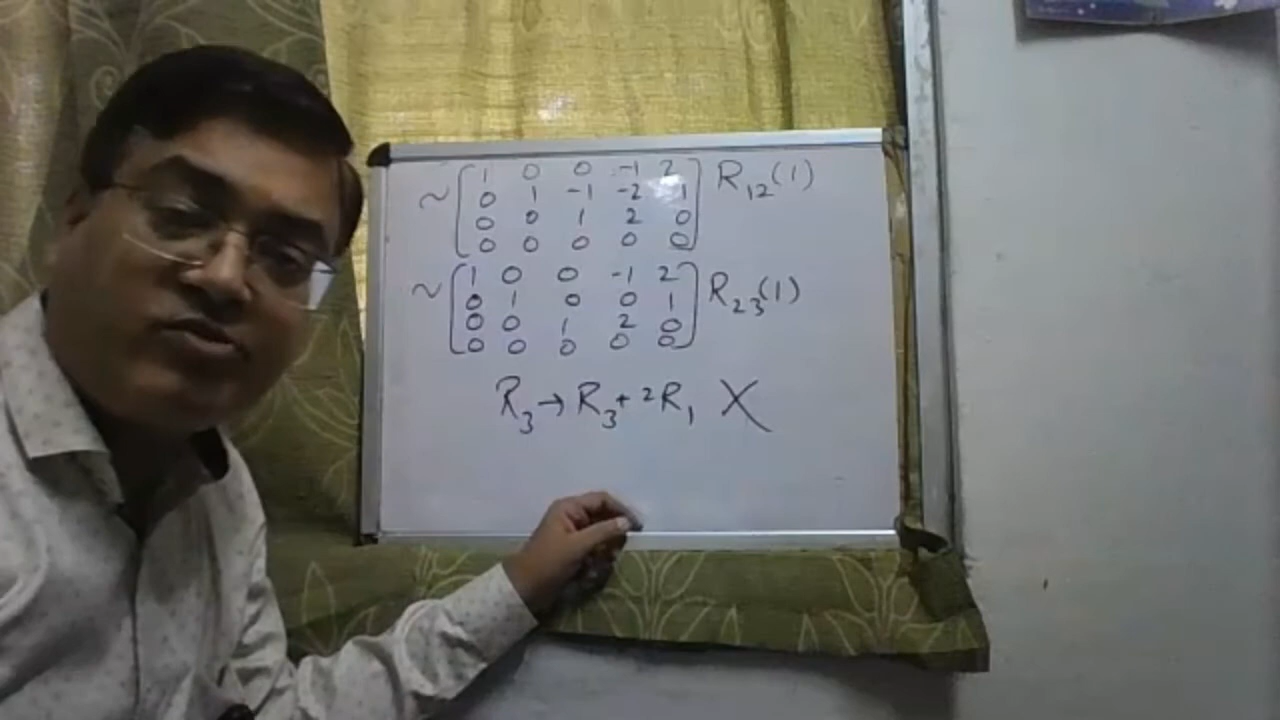 ~ [ 1 0 0 -1 2 ] R₁₂(1)
0 1 -1 -2 1
0 0 1 2 0
0 0 0 0 0
~ [ 1 0 0 -1 2 ] R₂₃(1)
0 1 0 0 1
0 0 1 2 0
0 0 0 0 0
R₃→R₃+2R₁ X